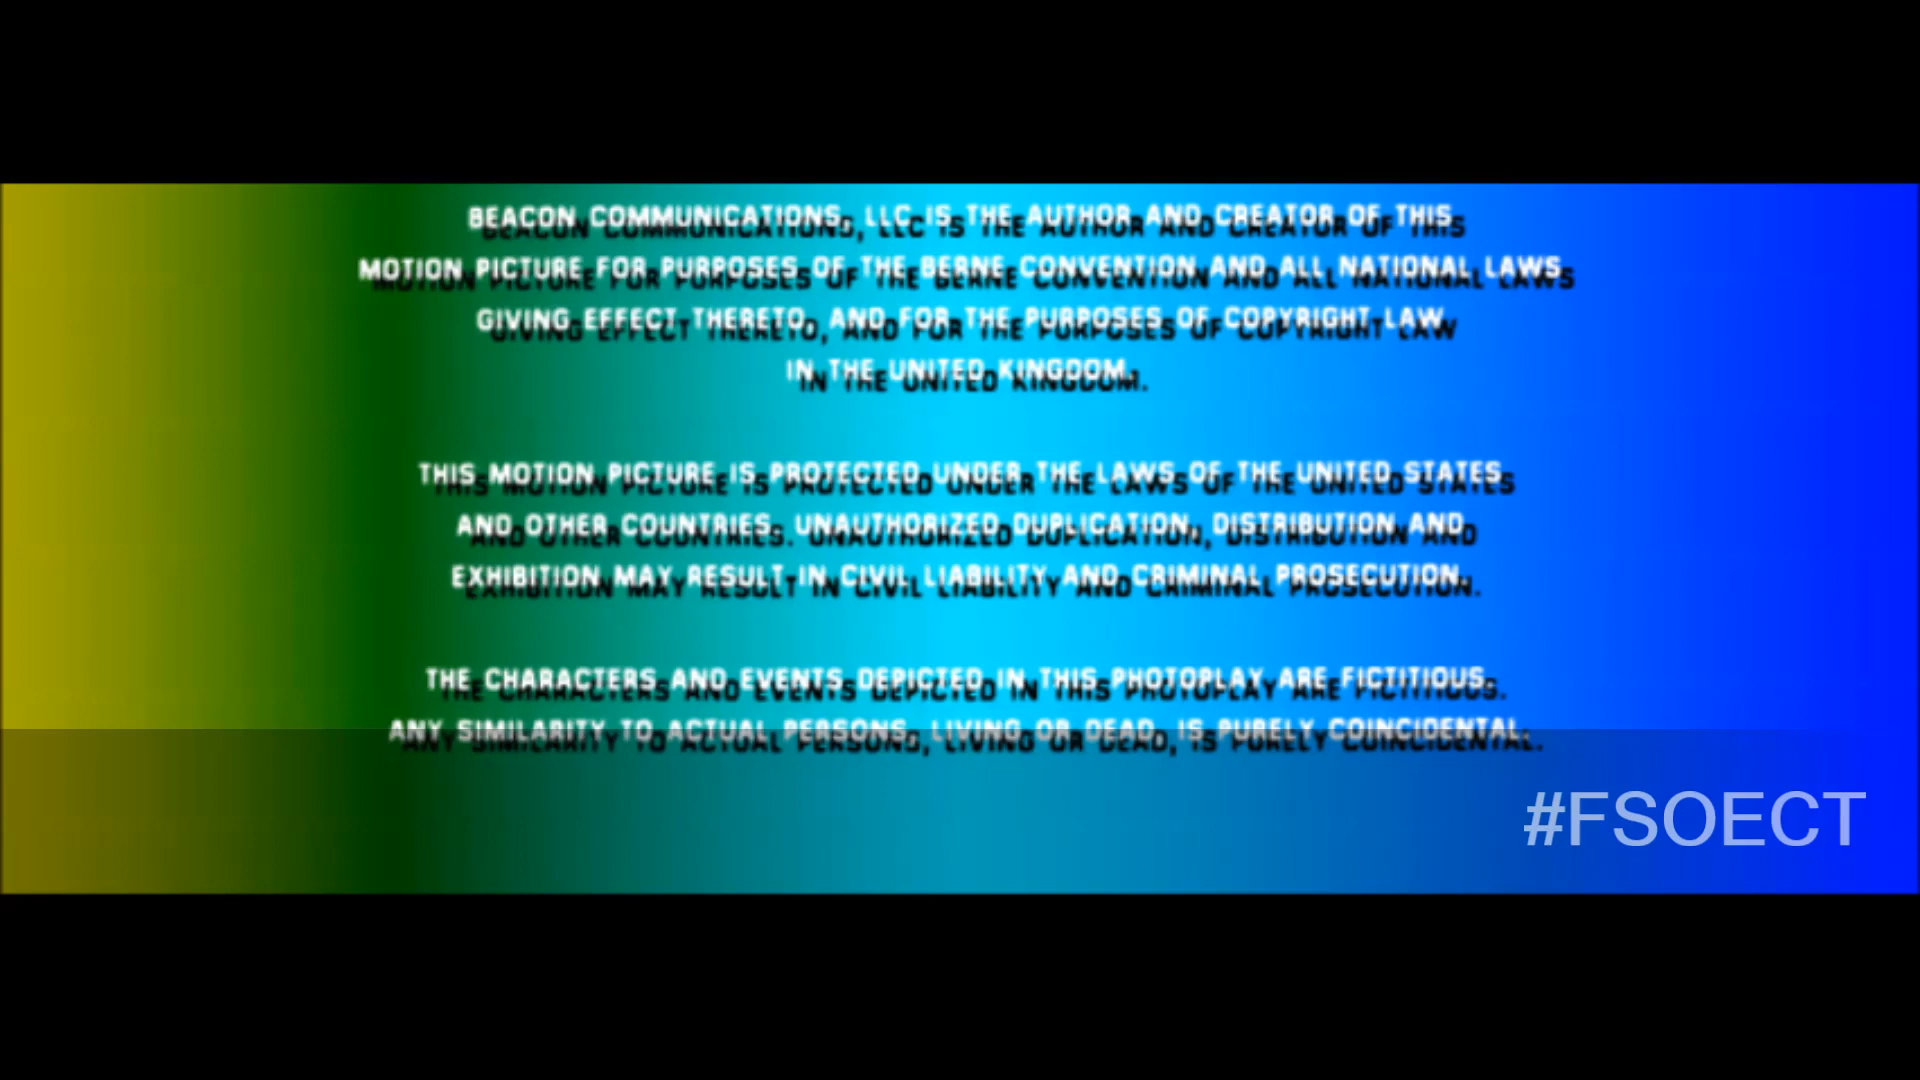 BEACON COMMUNICATIONS, LLC IS THE AUTHOR AND CREATOR OF THIS
MOTION PICTURE FOR PURPOSES OF THE BERNE CONVENTION AND ALL NATIONAL LAWS
GIVING EFFECT THERETO, AND FOR THE PURPOSES OF COPYRIGHT LAW
IN THE UNITED KINGDOM.
THIS MOTION PICTURE IS PROTECTED UNDER THE LAWS OF THE UNITED STATES
AND OTHER COUNTRIES. UNAUTHORIZED DUPLICATION, DISTRIBUTION AND
EXHIBITION MAY RESULT IN CIVIL LIABILITY AND CRIMINAL PROSECUTION.
THE CHARACTERS AND EVENTS DEPICTED IN THIS PHOTOPLAY ARE FICTITIOUS.
ANY SIMILARITY TO ACTUAL PERSONS, LIVING OR DEAD, IS PURELY COINCIDENTAL.
#FSOECT